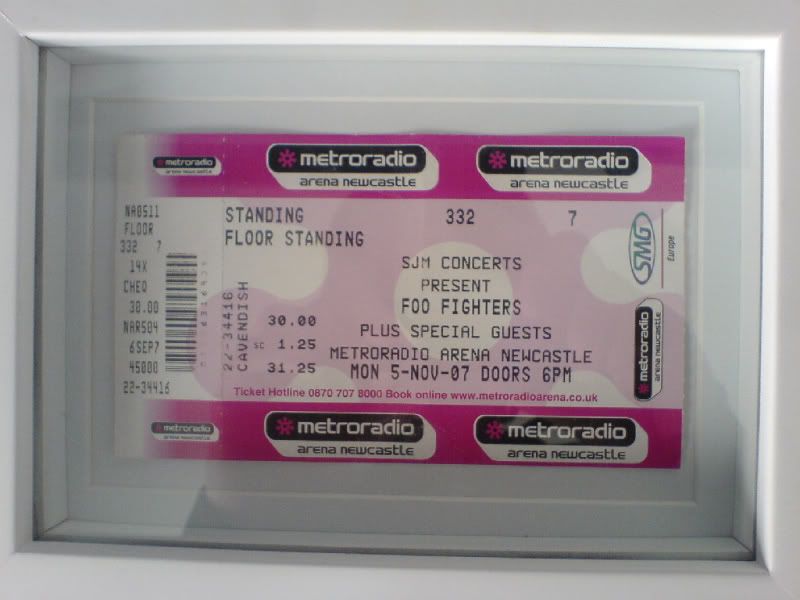 metroradio
arena newcastle
metroradio
arena newcastle
metroradio
arena newcastle
NA0511
FLOOR
332 7
14X
CHEQ
30.00
NAR504
6SEP7
45000
22-34416
22-34416
CAVENDISH
STANDING 332 7
FLOOR STANDING
SJM CONCERTS
PRESENT
FOO FIGHTERS
PLUS SPECIAL GUESTS
METRORADIO ARENA NEWCASTLE
MON 5-NOV-07 DOORS 6PM
30.00
SC 1.25
31.25
Ticket Hotline 0870 707 8000 Book online www.metroradioarena.co.uk
SMG
Europe
metroradio
arena newcastle
metroradio
arena newcastle
metroradio
arena newcastle
metroradio
arena newcastle